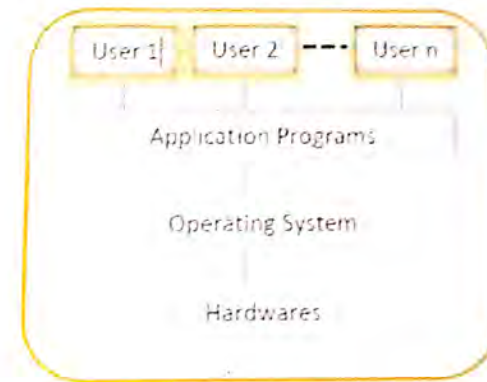 User 1 User 2 User n
Application Programs
Operating System
Hardwares